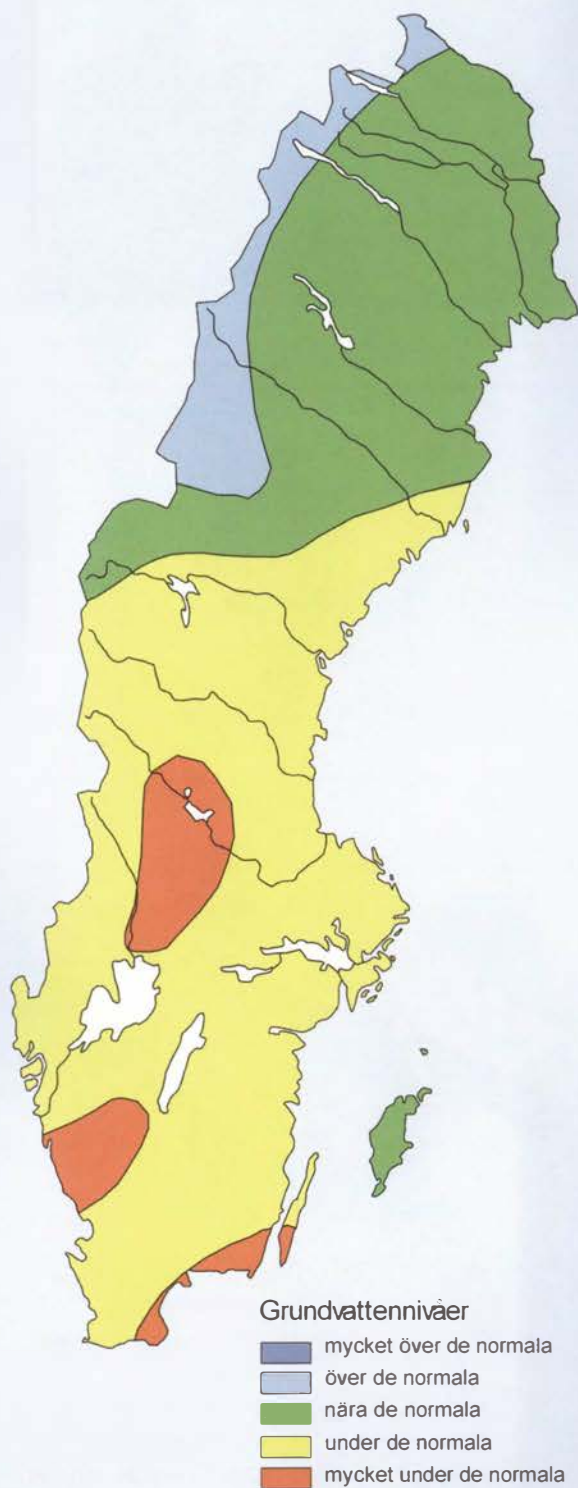 Grundvattennivåer
mycket över de normala
över de normala
nära de normala
under de normala
mycket under de normala